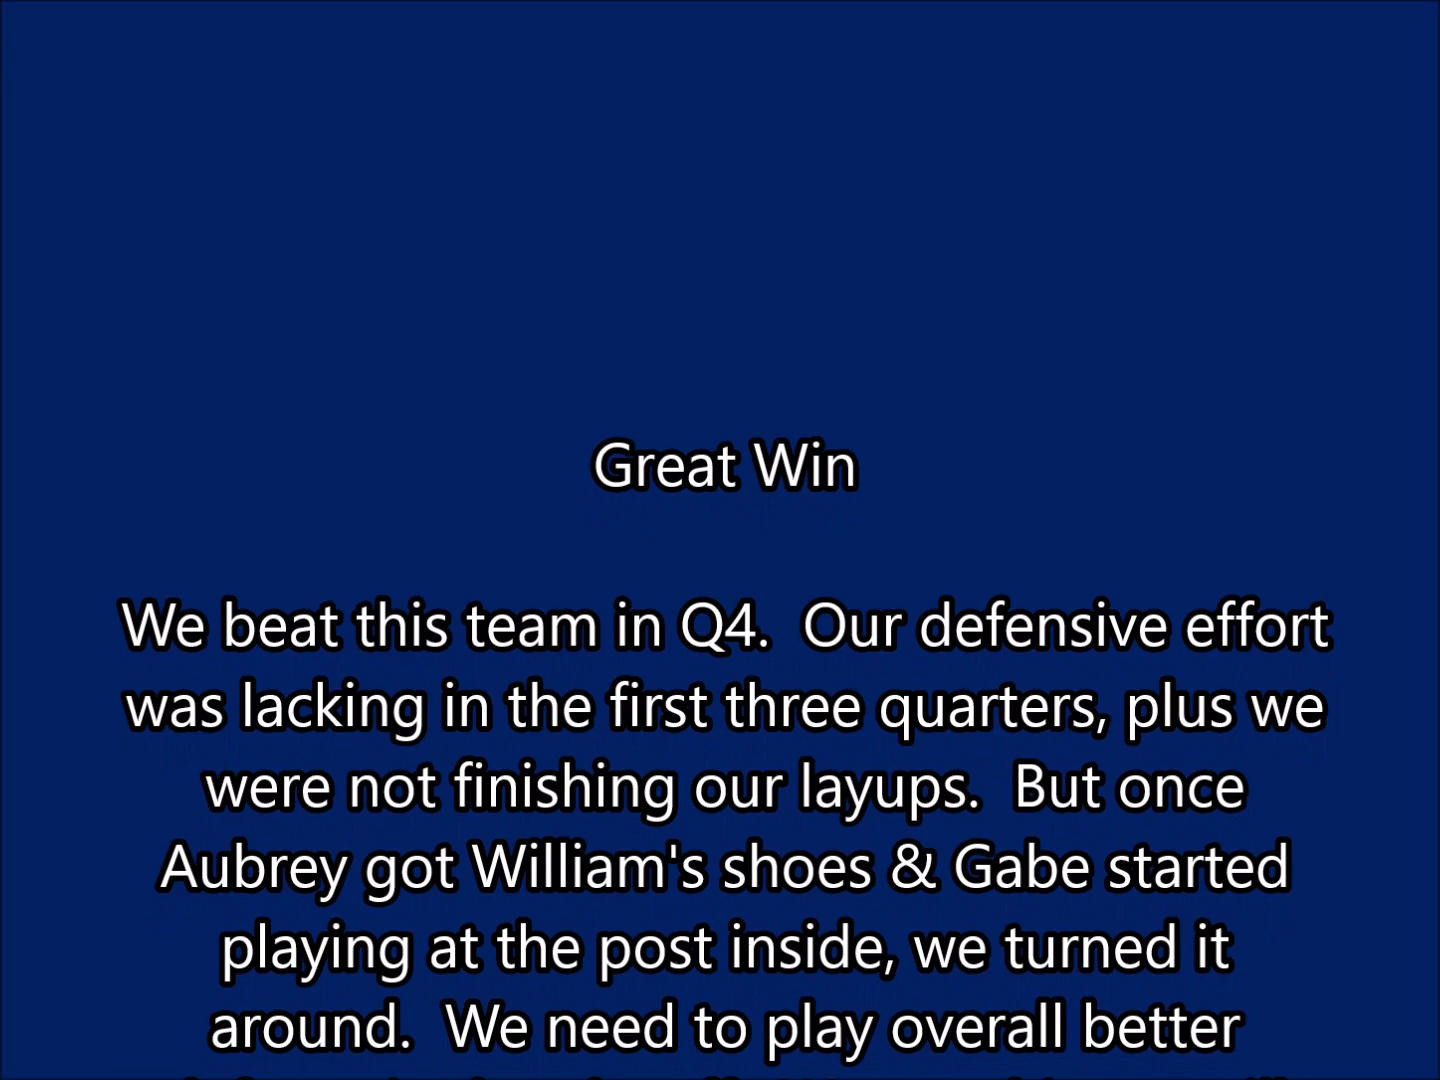 Great Win
We beat this team in Q4.  Our defensive effort
was lacking in the first three quarters, plus we
were not finishing our layups.  But once
Aubrey got William's shoes & Gabe started
playing at the post inside, we turned it
around.  We need to play overall better